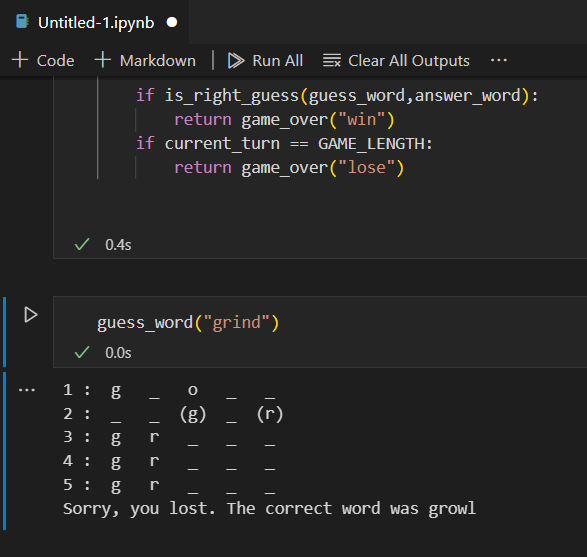 Untitled-1.ipynb ●
+ Code + Markdown | Run All Clear All Outputs ···
if is_right_guess(guess_word,answer_word):
return game_over("win")
if current_turn == GAME_LENGTH:
return game_over("lose")
✓ 0.4s
guess_word("grind")
✓ 0.0s
··· 1 : g _ o _ _
2 : _ _ (g) _ (r)
3 : g r _ _ _
4 : g r _ _ _
5 : g r _ _ _
Sorry, you lost. The correct word was growl